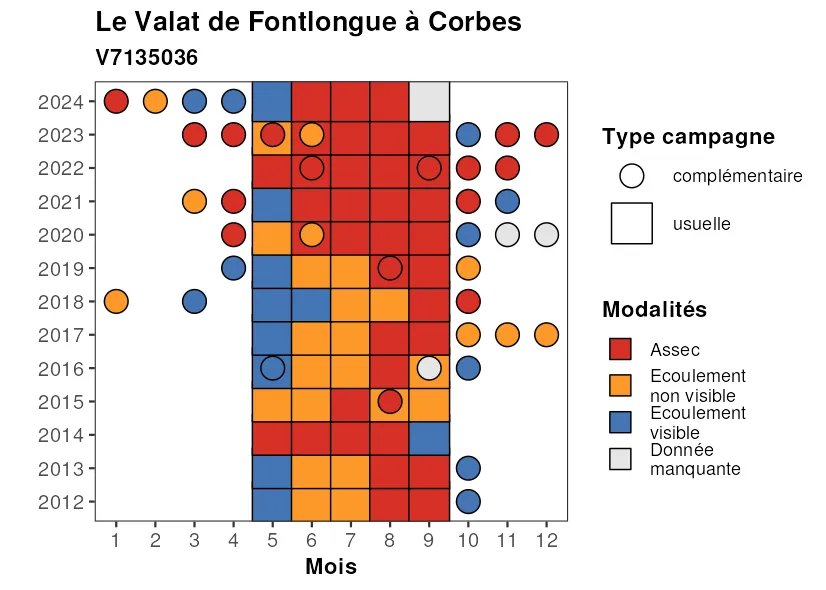 Le Valat de Fontlongue à Corbes
V7135036
2024
2023
2022
2021
2020
2019
2018
2017
2016
2015
2014
2013
2012
1 2 3 4 5 6 7 8 9 10 11 12
Mois
Type campagne
complémentaire
usuelle
Modalités
Assec
Ecoulement
non visible
Ecoulement
visible
Donnée
manquante